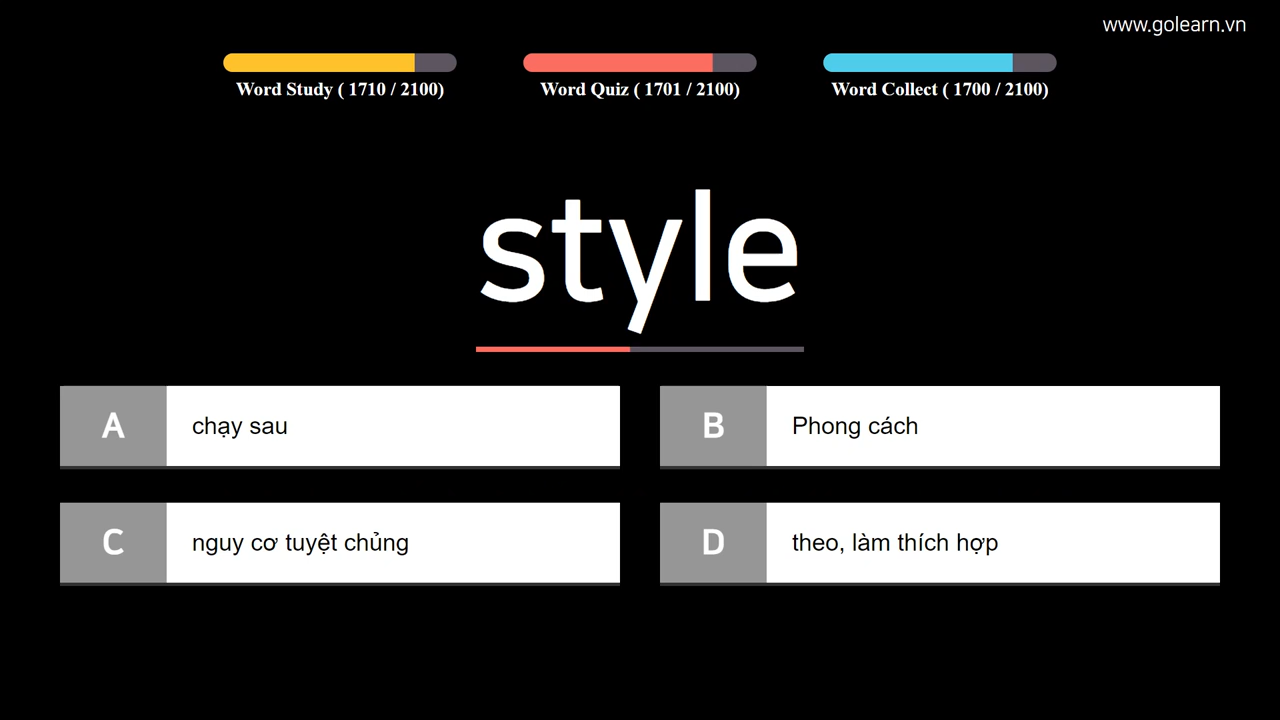 www.golearn.vn
Word Study ( 1710 / 2100)
Word Quiz ( 1701 / 2100)
Word Collect ( 1700 / 2100)
style
A chạy sau
B Phong cách
C nguy cơ tuyệt chủng
D theo, làm thích hợp